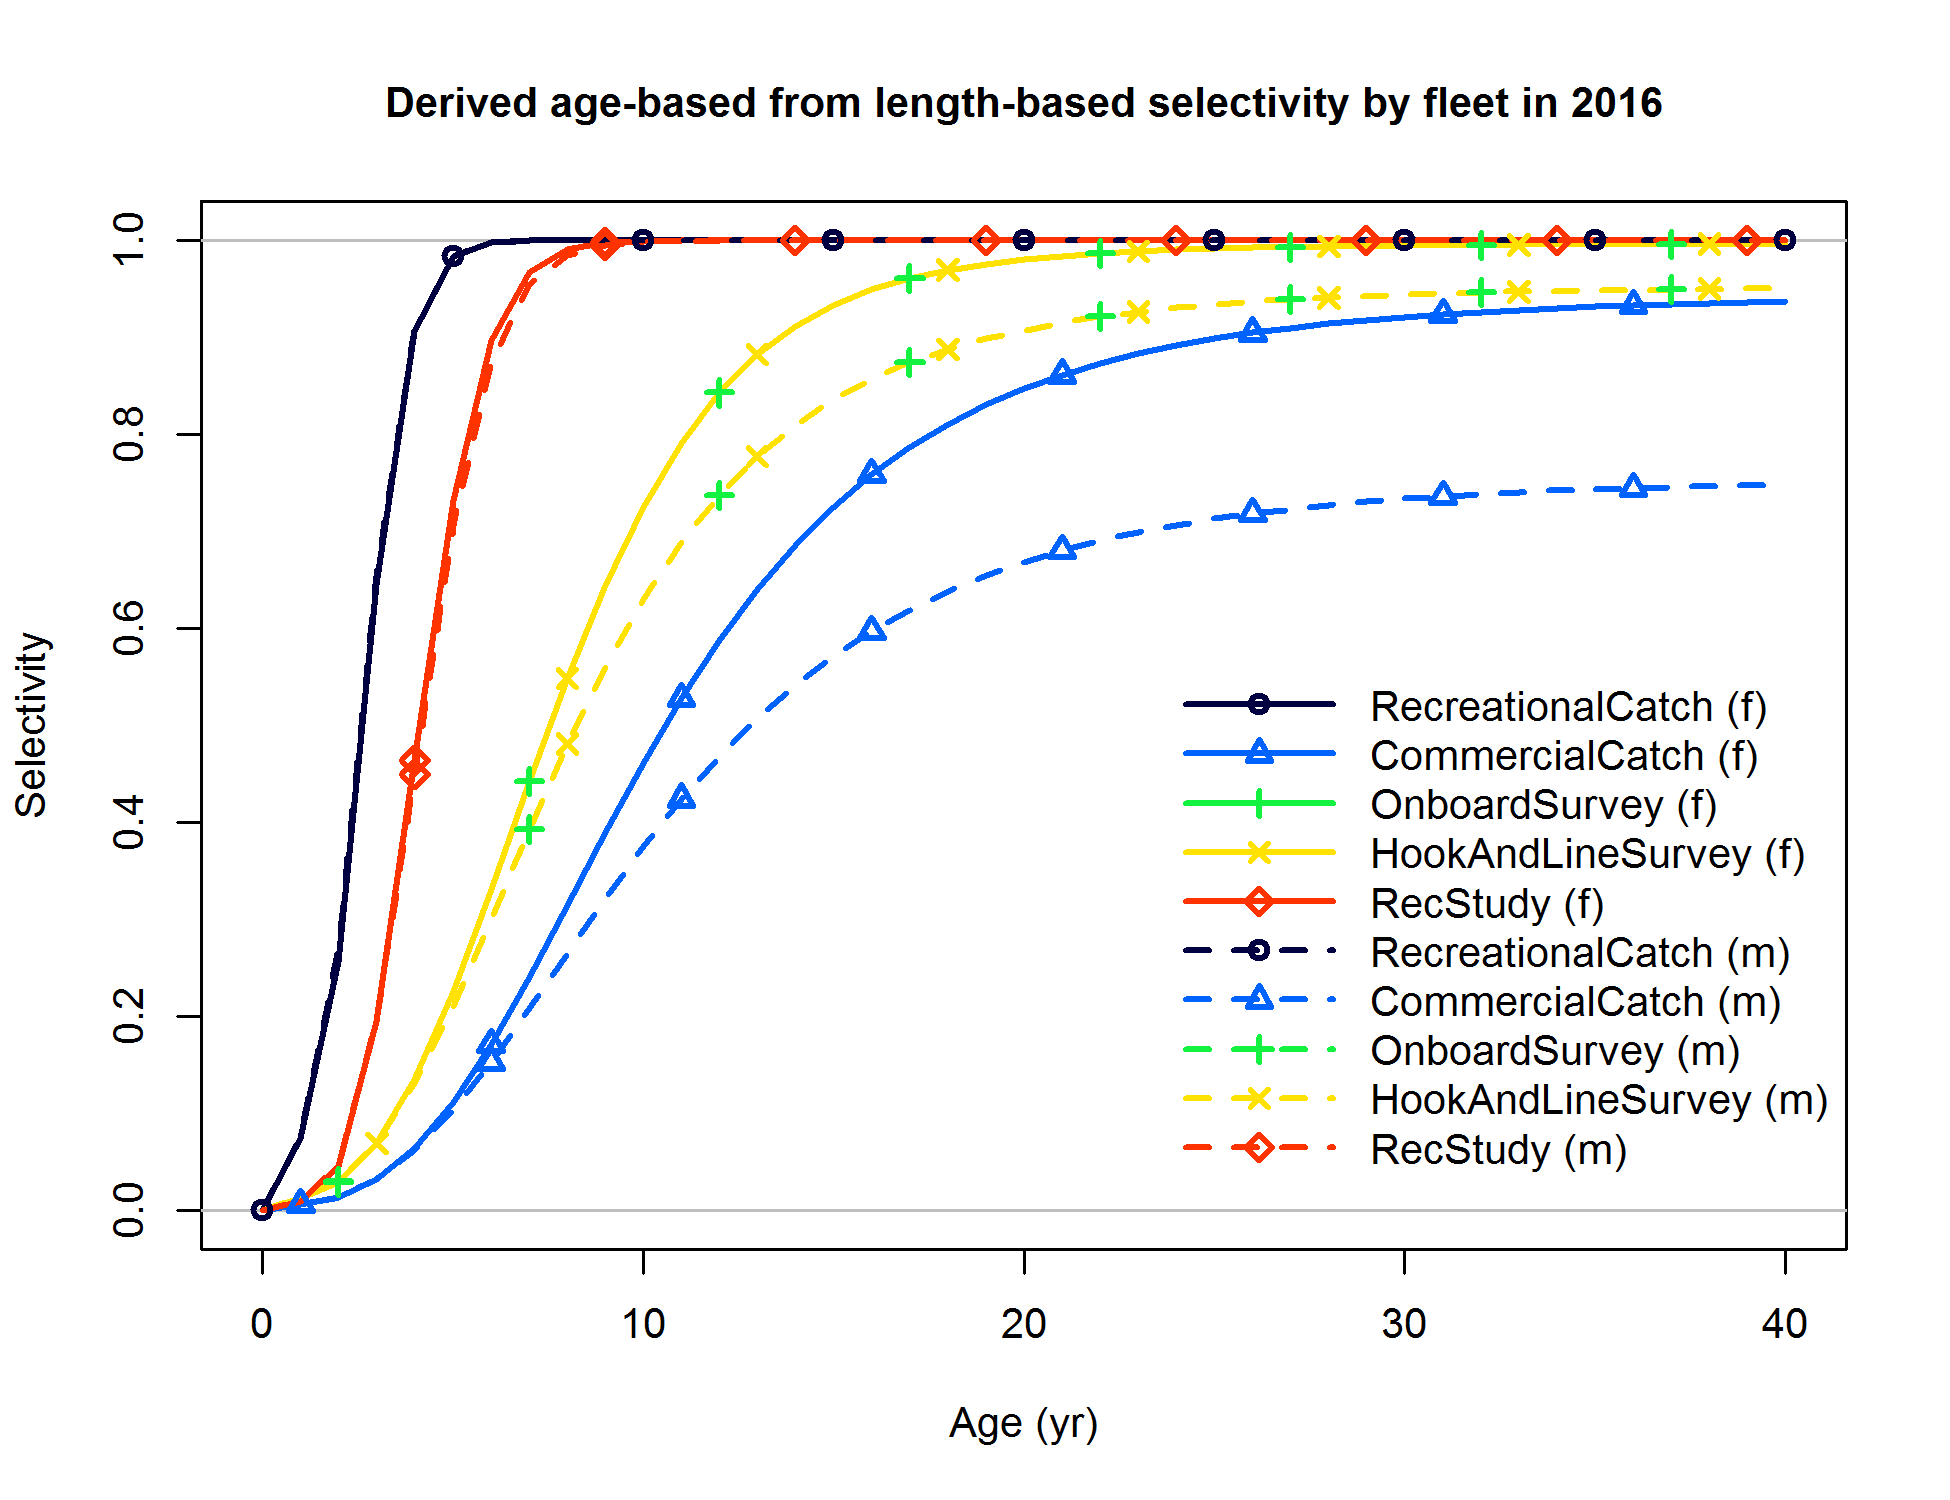 Derived age-based from length-based selectivity by fleet in 2016
Selectivity
1.0
0.8
0.6
0.4
0.2
0.0
RecreationalCatch (f)
CommercialCatch (f)
OnboardSurvey (f)
HookAndLineSurvey (f)
RecStudy (f)
RecreationalCatch (m)
CommercialCatch (m)
OnboardSurvey (m)
HookAndLineSurvey (m)
RecStudy (m)
0 10 20 30 40
Age (yr)